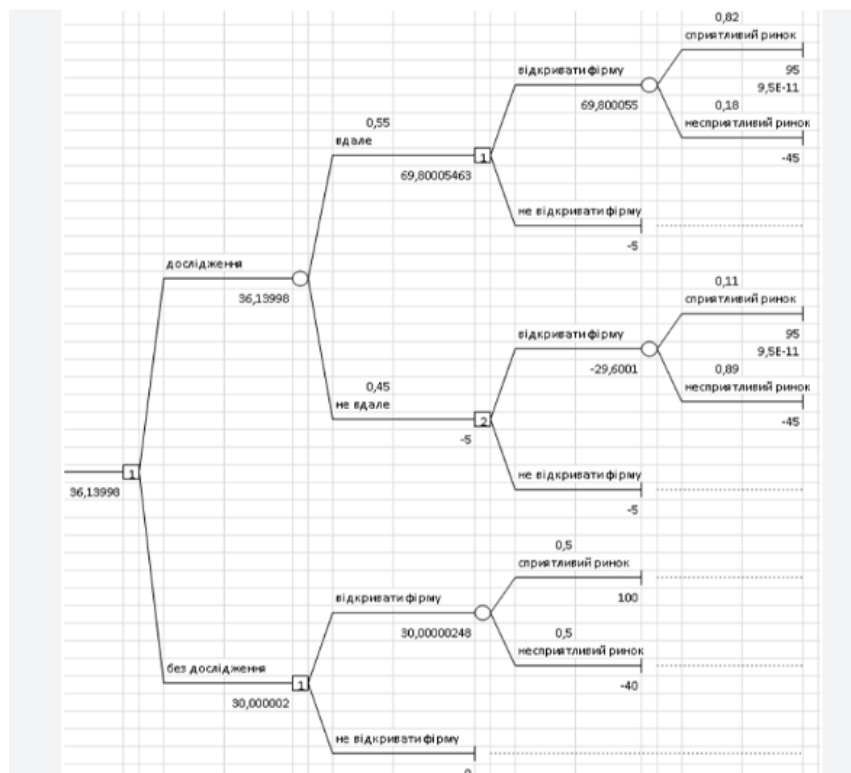 0,82
сприятливий ринок
відкривати фірму
95
9,5E-11
69,800055
0,18
0,55
несприятливий ринок
вдале
1
-45
69,80005463
не відкривати фірму
-5
дослідження
0,11
сприятливий ринок
36,13998
відкривати фірму
95
9,5E-11
-29,6001
0,89
0,45
несприятливий ринок
не вдале
2
-45
-5
1
не відкривати фірму
36,13998
-5
0,5
сприятливий ринок
відкривати фірму
100
30,00000248
0,5
несприятливий ринок
без дослідження
1
-40
30,000002
не відкривати фірму